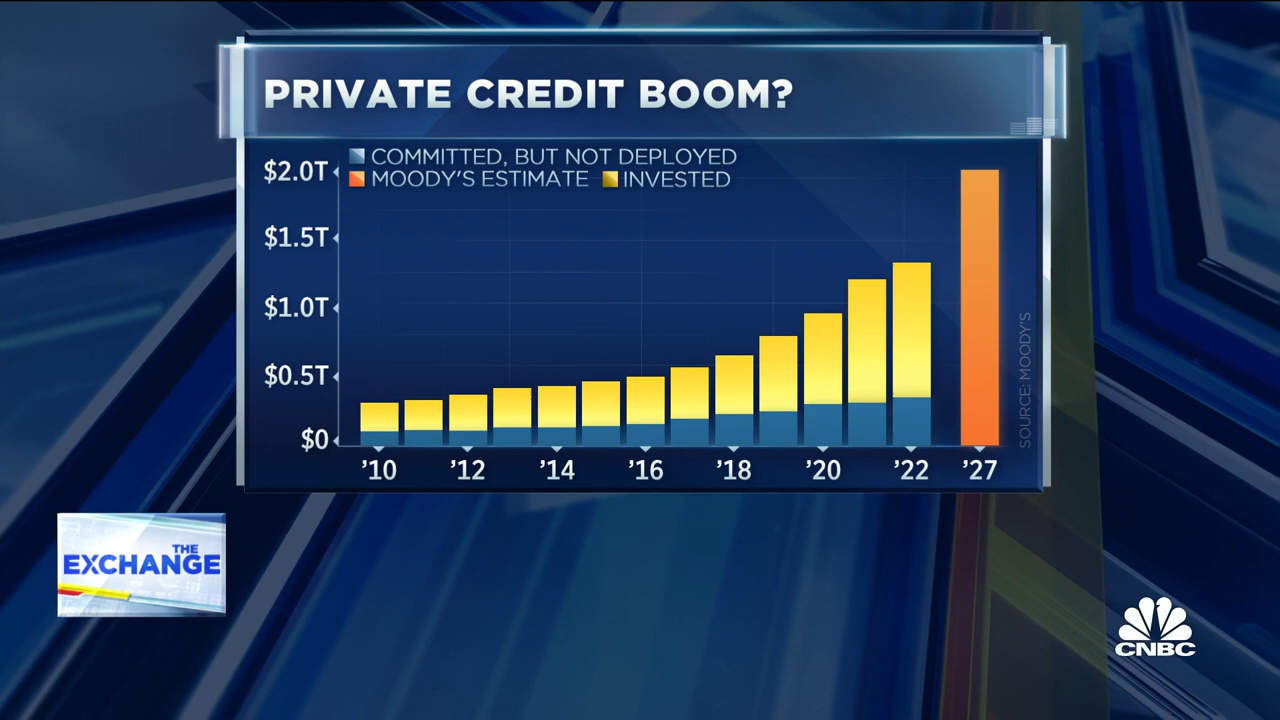 PRIVATE CREDIT BOOM?
COMMITTED, BUT NOT DEPLOYED
MOODY'S ESTIMATE INVESTED
$2.0T
$1.5T
$1.0T
$0.5T
$0
'10 '12 '14 '16 '18 '20 '22 '27
SOURCE: MOODY'S
THE
EXCHANGE
CNBC